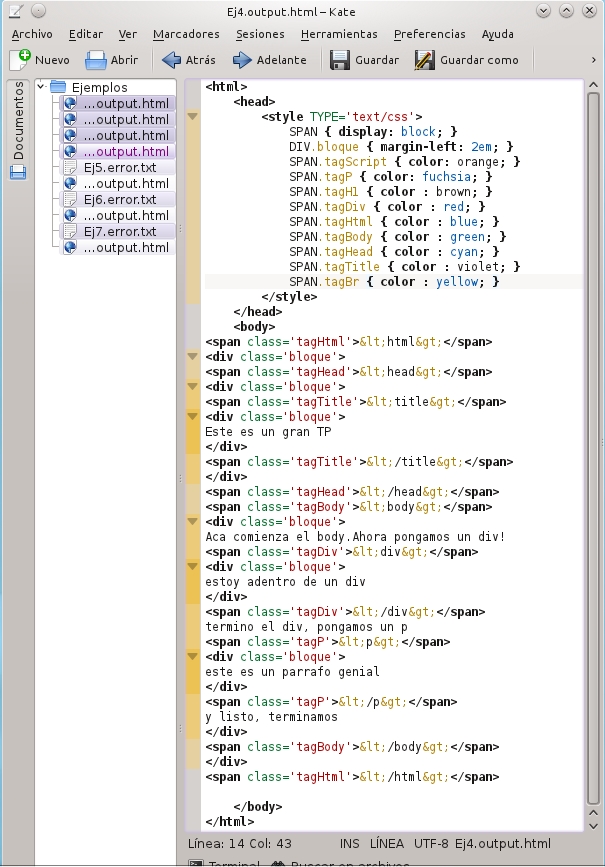 Ej4.output.html – Kate
Archivo Editar Ver Marcadores Sesiones Herramientas Preferencias Ayuda
Nuevo Abrir Atrás Adelante Guardar Guardar como
Documentos
Ejemplos
...output.html
...output.html
...output.html
...output.html
Ej5.error.txt
...output.html
Ej6.error.txt
...output.html
Ej7.error.txt
...output.html
<html>
<head>
<style TYPE='text/css'>
SPAN { display: block; }
DIV.bloque { margin-left: 2em; }
SPAN.tagScript { color: orange; }
SPAN.tagP { color: fuchsia; }
SPAN.tagH1 { color : brown; }
SPAN.tagDiv { color : red; }
SPAN.tagHtml { color : blue; }
SPAN.tagBody { color : green; }
SPAN.tagHead { color : cyan; }
SPAN.tagTitle { color : violet; }
SPAN.tagBr { color : yellow; }
</style>
</head>
<body>
<span class='tagHtml'>&lt;html&gt;</span>
<div class='bloque'>
<span class='tagHead'>&lt;head&gt;</span>
<div class='bloque'>
<span class='tagTitle'>&lt;title&gt;</span>
<div class='bloque'>
Este es un gran TP
</div>
<span class='tagTitle'>&lt;/title&gt;</span>
</div>
<span class='tagHead'>&lt;/head&gt;</span>
<span class='tagBody'>&lt;body&gt;</span>
<div class='bloque'>
Aca comienza el body.Ahora pongamos un div!
<span class='tagDiv'>&lt;div&gt;</span>
<div class='bloque'>
estoy adentro de un div
</div>
<span class='tagDiv'>&lt;/div&gt;</span>
termino el div, pongamos un p
<span class='tagP'>&lt;p&gt;</span>
<div class='bloque'>
este es un parrafo genial
</div>
<span class='tagP'>&lt;/p&gt;</span>
y listo, terminamos
</div>
<span class='tagBody'>&lt;/body&gt;</span>
</div>
<span class='tagHtml'>&lt;/html&gt;</span>
</body>
</html>
Línea: 14 Col: 43 INS LÍNEA UTF-8 Ej4.output.html
Terminal Buscar en archivos